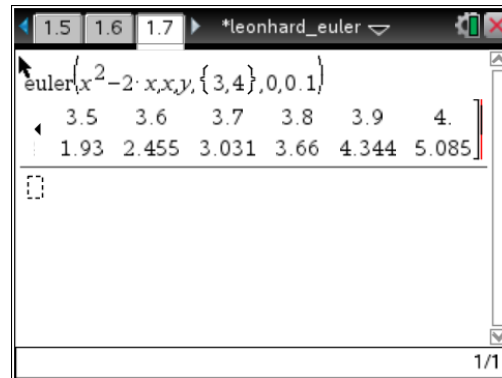 1.5 1.6 1.7 *leonhard_euler
euler(x²-2·x,x,y,{3,4},0,0.1)
3.5 3.6 3.7 3.8 3.9 4.
1.93 2.455 3.031 3.66 4.344 5.085
1/1